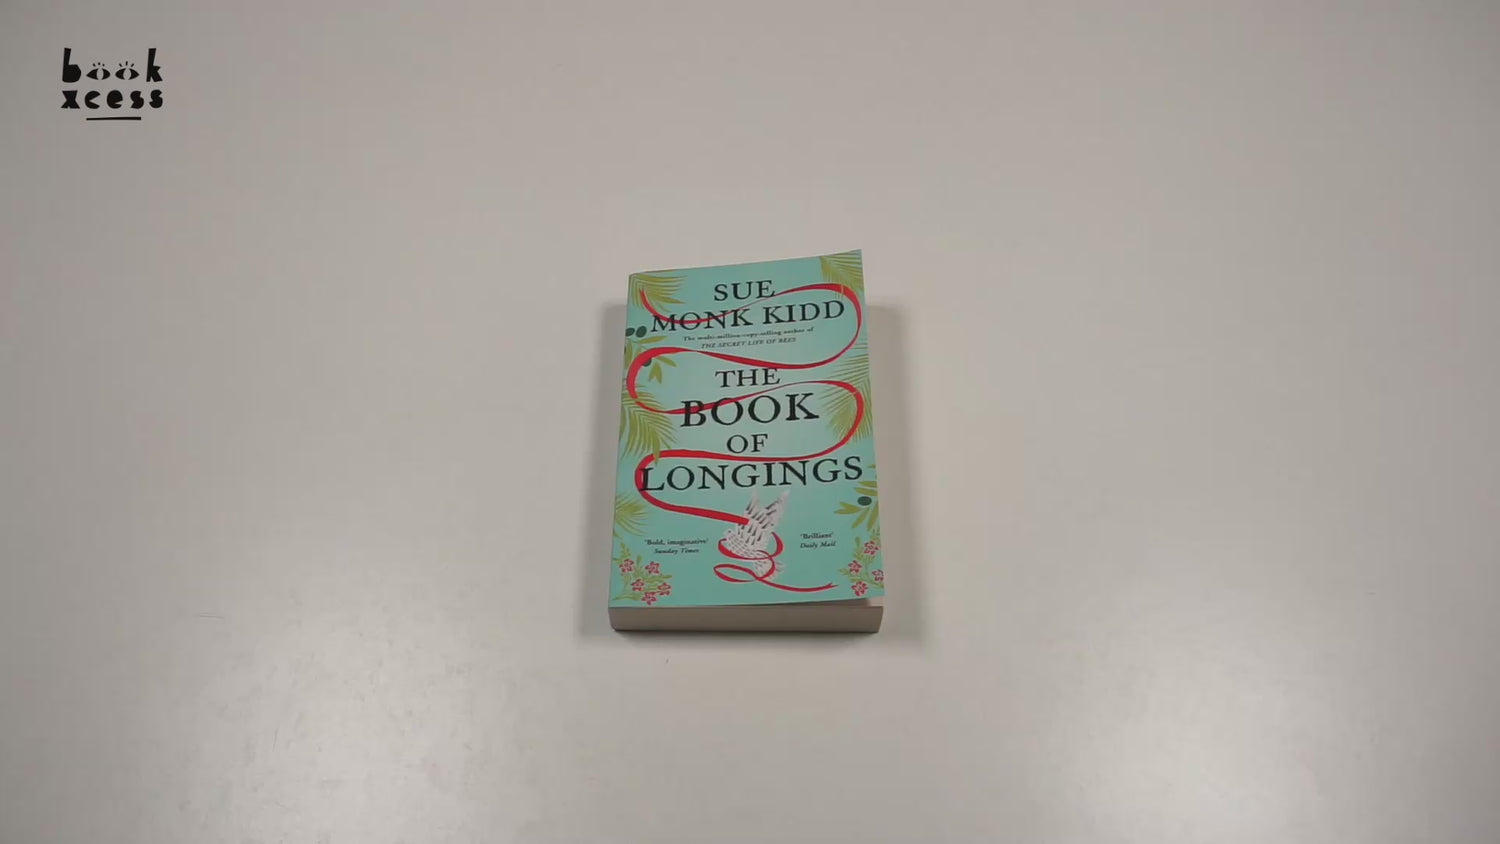 book
xcess
SUE
MONK KIDD
The multi-million-copy-selling author of
THE SECRET LIFE OF BEES
THE
BOOK
OF
LONGINGS
'Bold, imaginative'
Sunday Times
'Brilliant'
Daily Mail